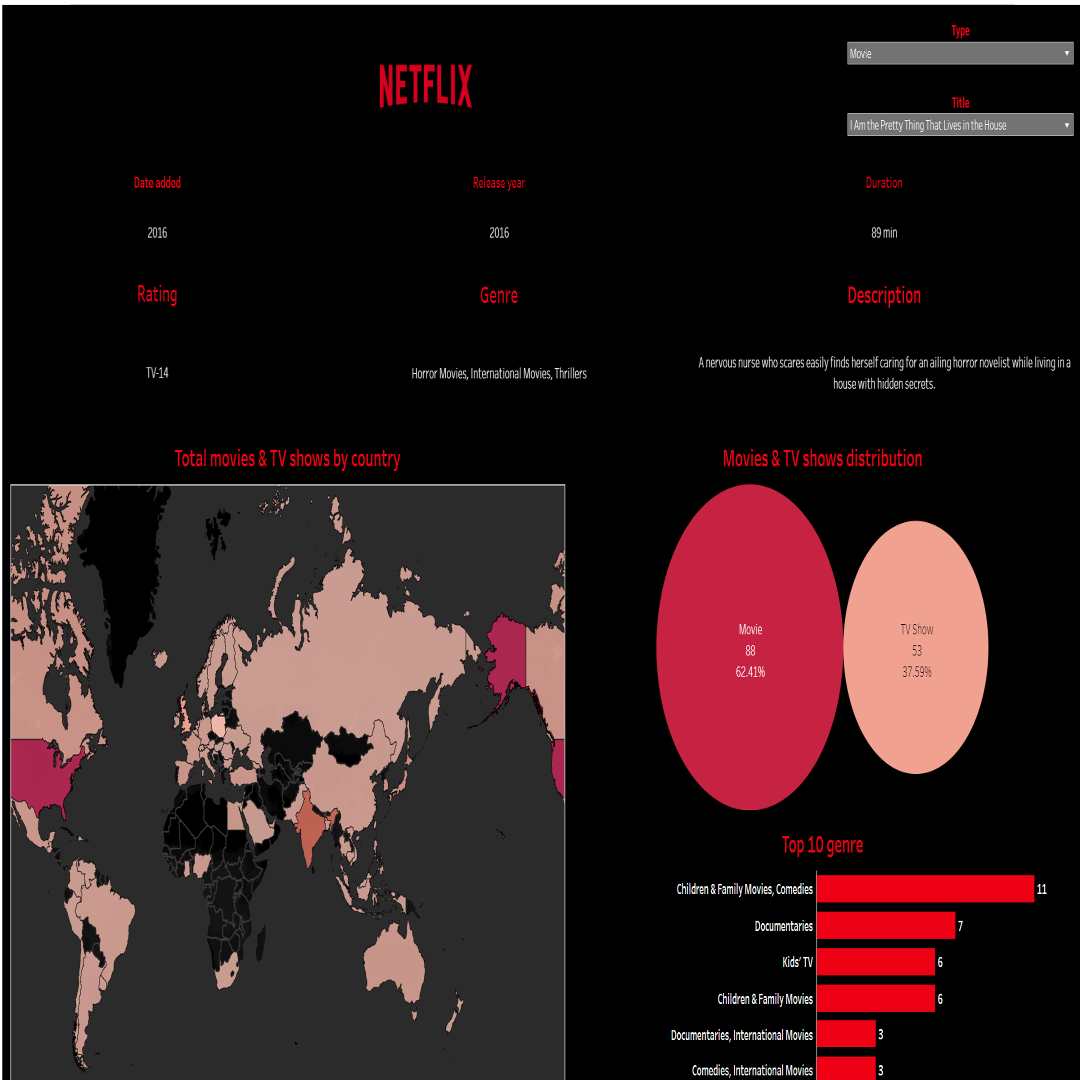 Type
Movie
NETFLIX
Title
I Am the Pretty Thing That Lives in the House
Date added
Release year
Duration
2016
2016
89 min
Rating
Genre
Description
TV-14
Horror Movies, International Movies, Thrillers
A nervous nurse who scares easily finds herself caring for an ailing horror novelist while living in a
house with hidden secrets.
Total movies & TV shows by country
Movies & TV shows distribution
Movie
88
62.41%
TV Show
53
37.59%
Top 10 genre
Children & Family Movies, Comedies 11
Documentaries 7
Kids' TV 6
Children & Family Movies 6
Documentaries, International Movies 3
Comedies, International Movies 3